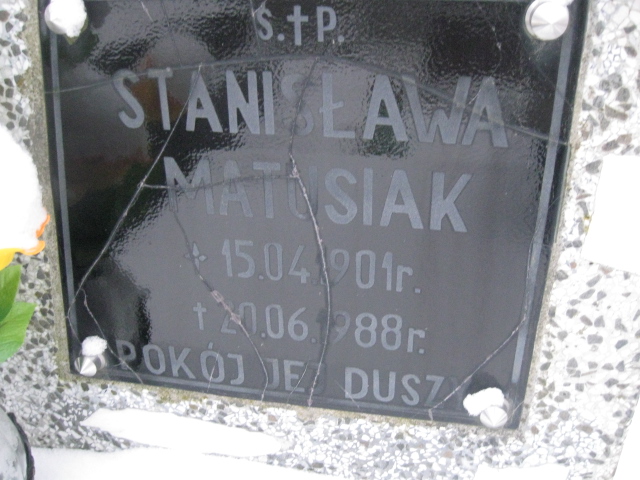 Ś.†P.
STANISŁAWA
MATUSIAK
* 15.04.1901r.
† 20.06.1988r.
POKÓJ JEJ DUSZY